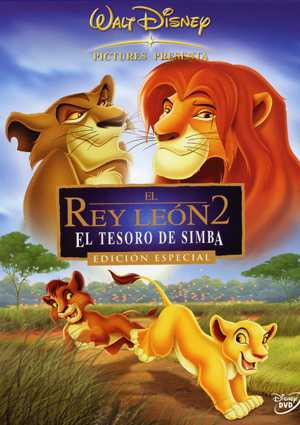 WALT DISNEY
PICTURES PRESENTA
EL
REY LEÓN 2
EL TESORO DE SIMBA
EDICIÓN ESPECIAL
Disney
DVD